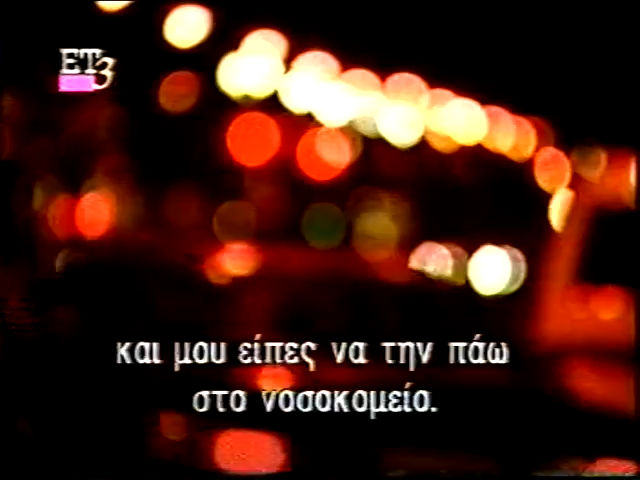 ET3
και μου είπες να την πάω
στο νοσοκομείο.